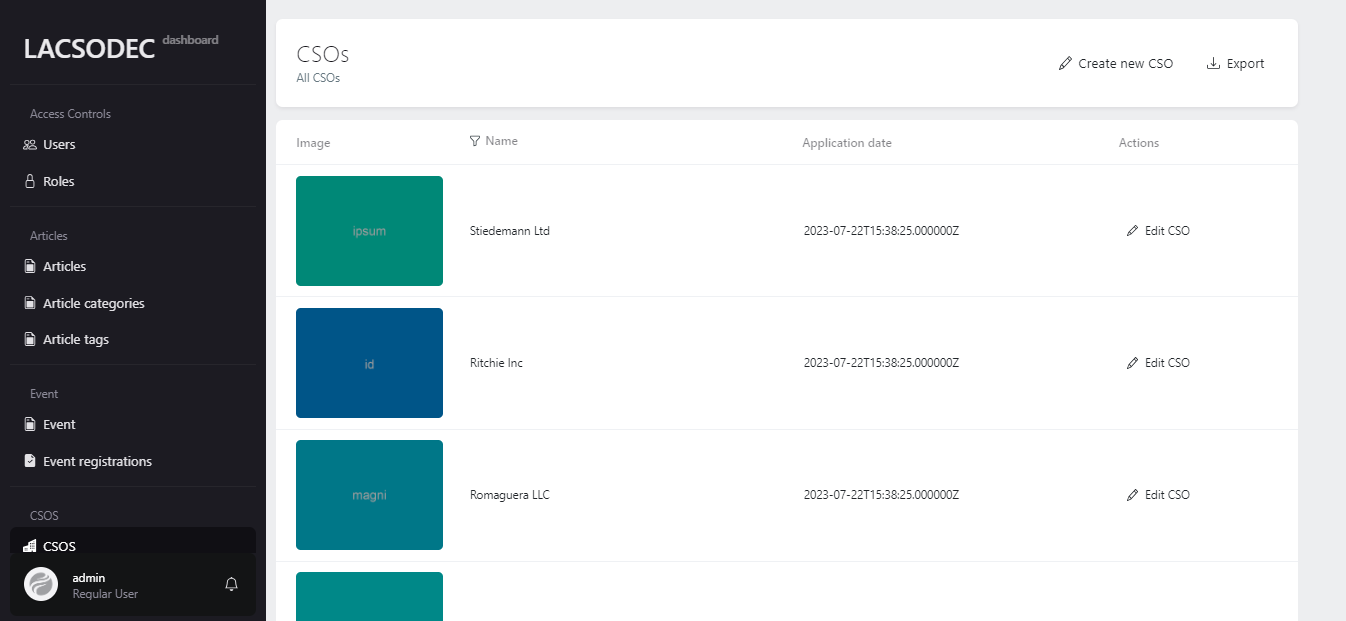 LACSODEC dashboard
Access Controls
Users
Roles
Articles
Articles
Article categories
Article tags
Event
Event
Event registrations
CSOS
CSOS
admin
Regular User
CSOs
All CSOs
Create new CSO
Export
Image Name Application date Actions
ipsum Stiedemann Ltd 2023-07-22T15:38:25.000000Z Edit CSO
id Ritchie Inc 2023-07-22T15:38:25.000000Z Edit CSO
magni Romaguera LLC 2023-07-22T15:38:25.000000Z Edit CSO